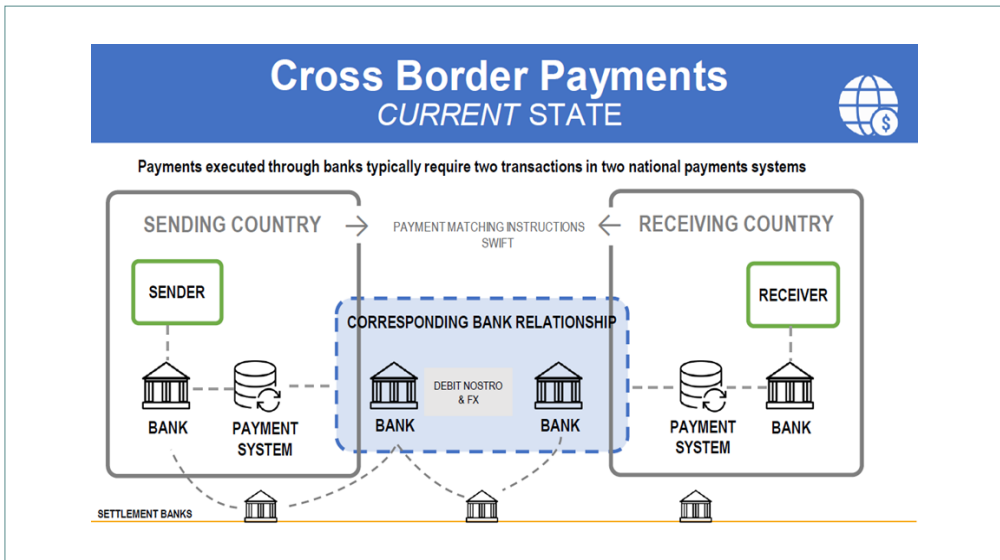 Cross Border Payments
CURRENT STATE
$
Payments executed through banks typically require two transactions in two national payments systems
SENDING COUNTRY
PAYMENT MATCHING INSTRUCTIONS
SWIFT
RECEIVING COUNTRY
SENDER
RECEIVER
CORRESPONDING BANK RELATIONSHIP
DEBIT NOSTRO
& FX
BANK
PAYMENT
SYSTEM
BANK
BANK
PAYMENT
SYSTEM
BANK
SETTLEMENT BANKS